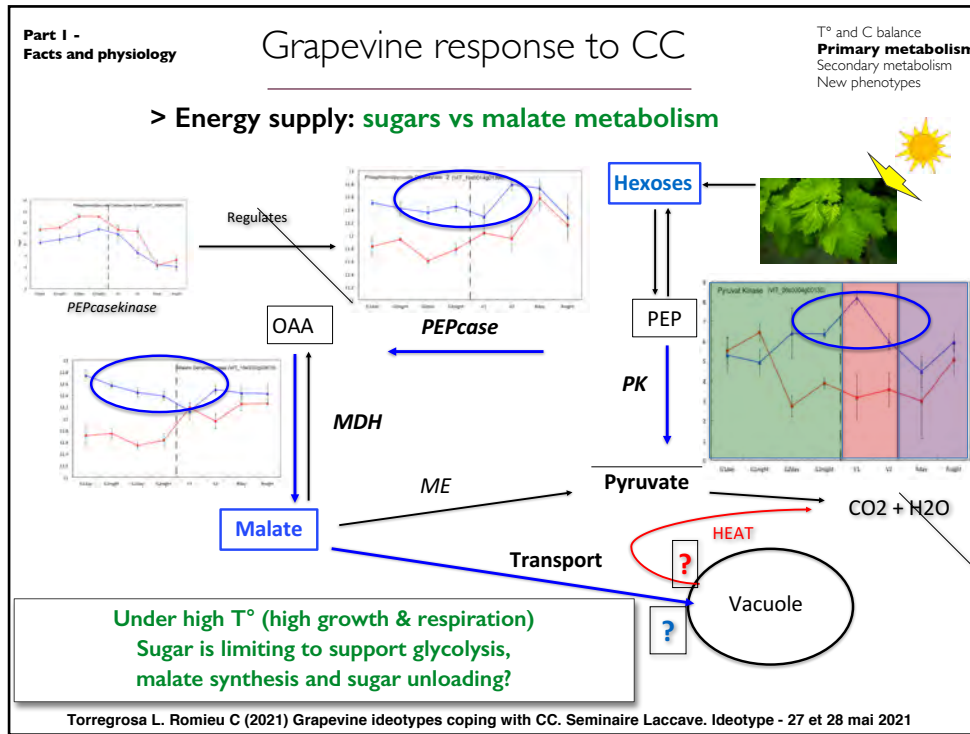 Part I -
Facts and physiology
Grapevine response to CC
T° and C balance
Primary metabolism
Secondary metabolism
New phenotypes
> Energy supply: sugars vs malate metabolism
Hexoses
Regulates
PEPcasekinase
PEPcase
OAA
PEP
Pyruvat Kinase
PK
MDH
ME
Pyruvate
CO2 + H2O
Malate
HEAT
Transport
?
Vacuole
?
Under high T° (high growth & respiration)
Sugar is limiting to support glycolysis,
malate synthesis and sugar unloading?
Torregrosa L. Romieu C (2021) Grapevine ideotypes coping with CC. Seminaire Laccave. Ideotype - 27 et 28 mai 2021